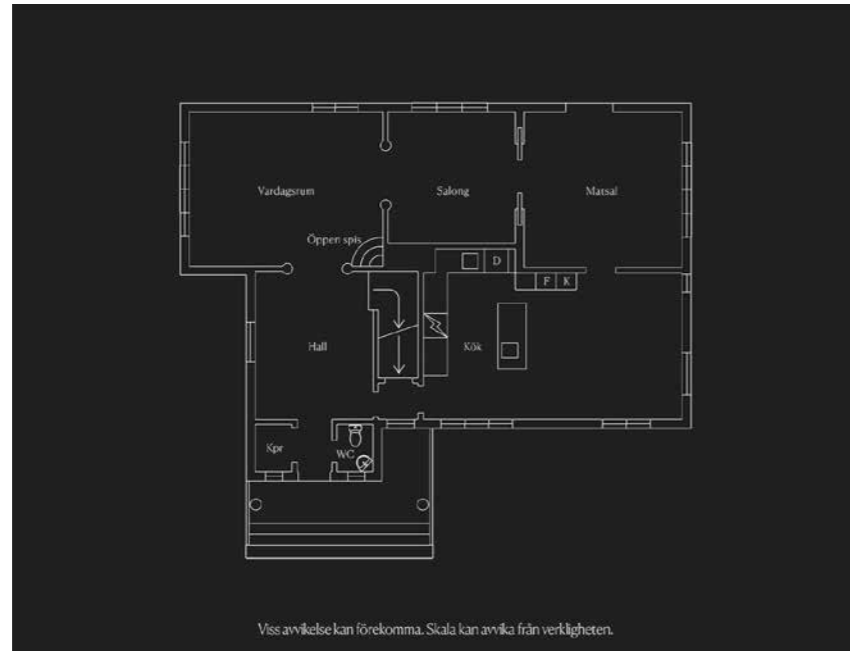 Vardagsrum
Salong
Matsal
Öppen spis
D
F K
Hall
Kök
Kpr
WC
Viss avvikelse kan förekomma. Skala kan avvika från verkligheten.